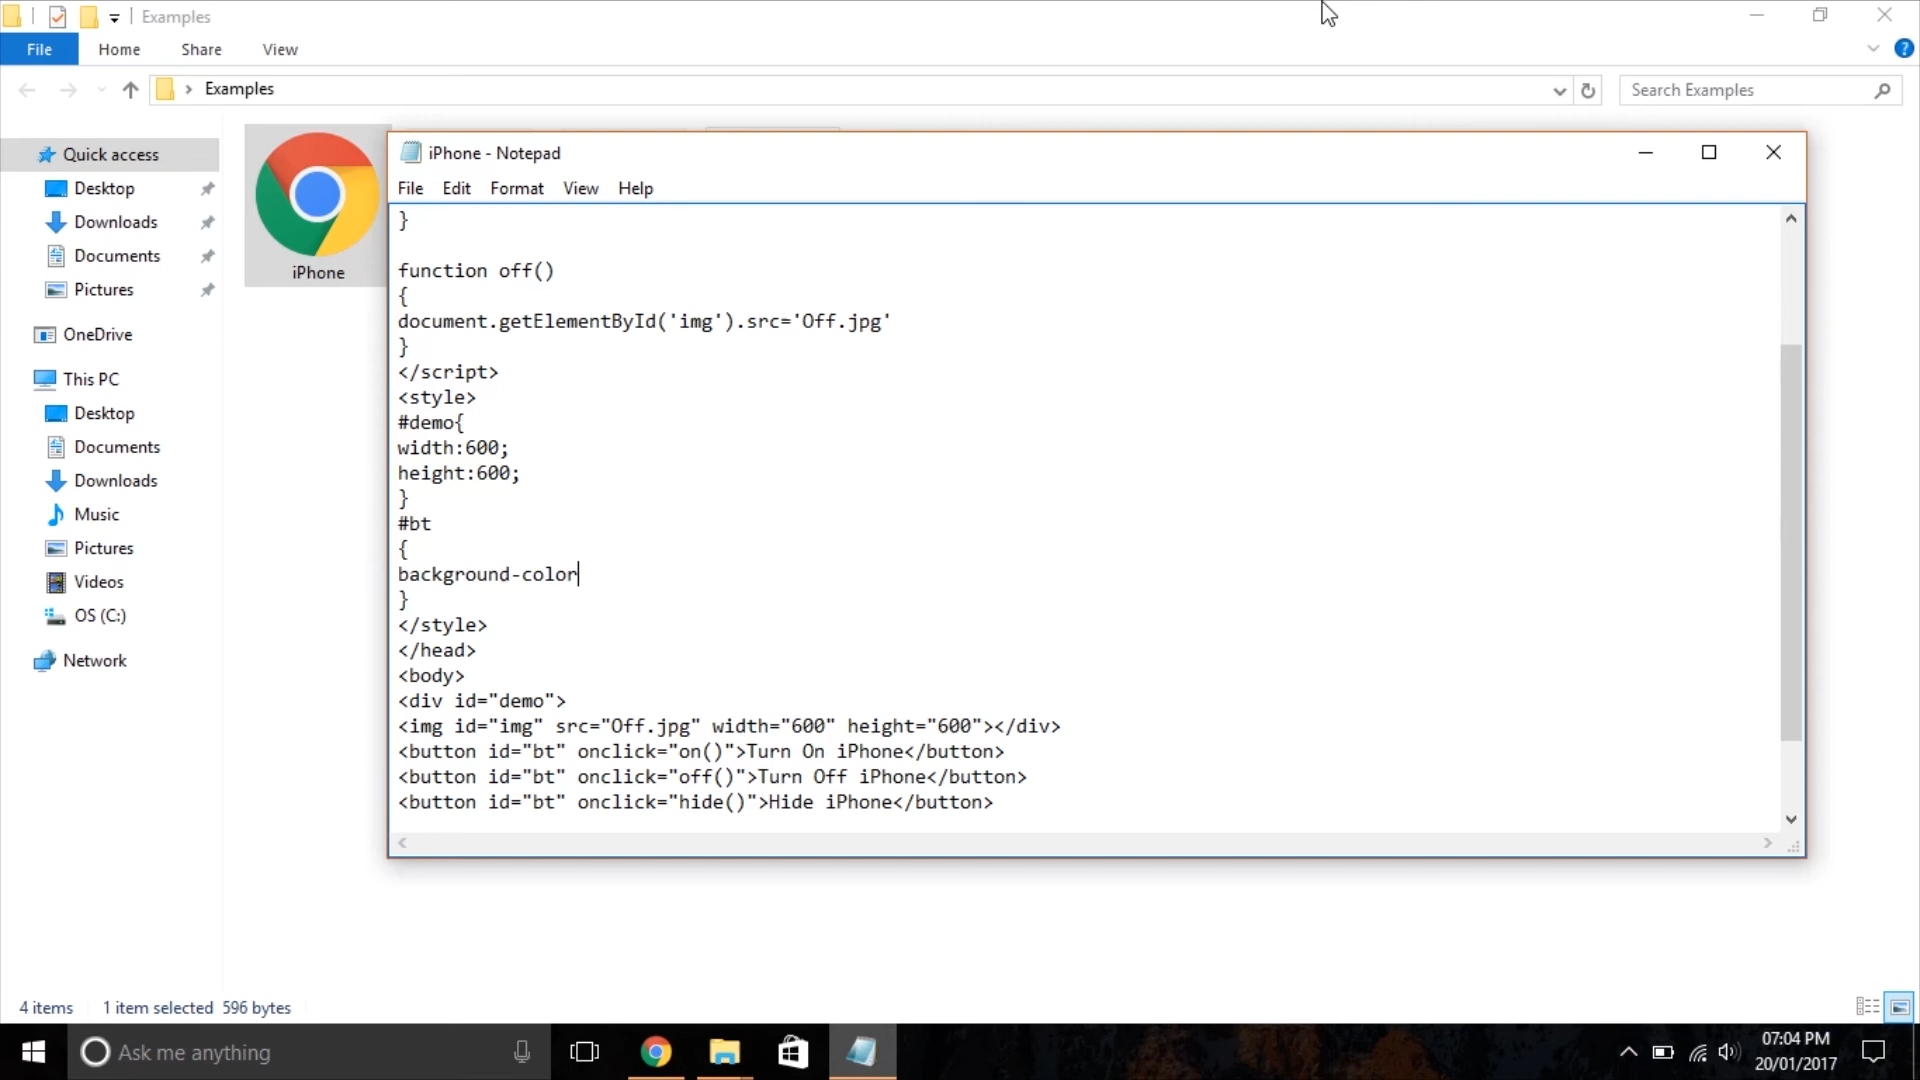 Examples
File Home Share View
Examples
Search Examples
Quick access
Desktop
Downloads
Documents
Pictures
OneDrive
This PC
Desktop
Documents
Downloads
Music
Pictures
Videos
OS (C:)
Network
iPhone
iPhone - Notepad
File Edit Format View Help
}
function off()
{
document.getElementById('img').src='Off.jpg'
}
</script>
<style>
#demo{
width:600;
height:600;
}
#bt
{
background-color
}
</style>
</head>
<body>
<div id="demo">
<img id="img" src="Off.jpg" width="600" height="600"></div>
<button id="bt" onclick="on()">Turn On iPhone</button>
<button id="bt" onclick="off()">Turn Off iPhone</button>
<button id="bt" onclick="hide()">Hide iPhone</button>
4 items 1 item selected 596 bytes
Ask me anything
07:04 PM
20/01/2017